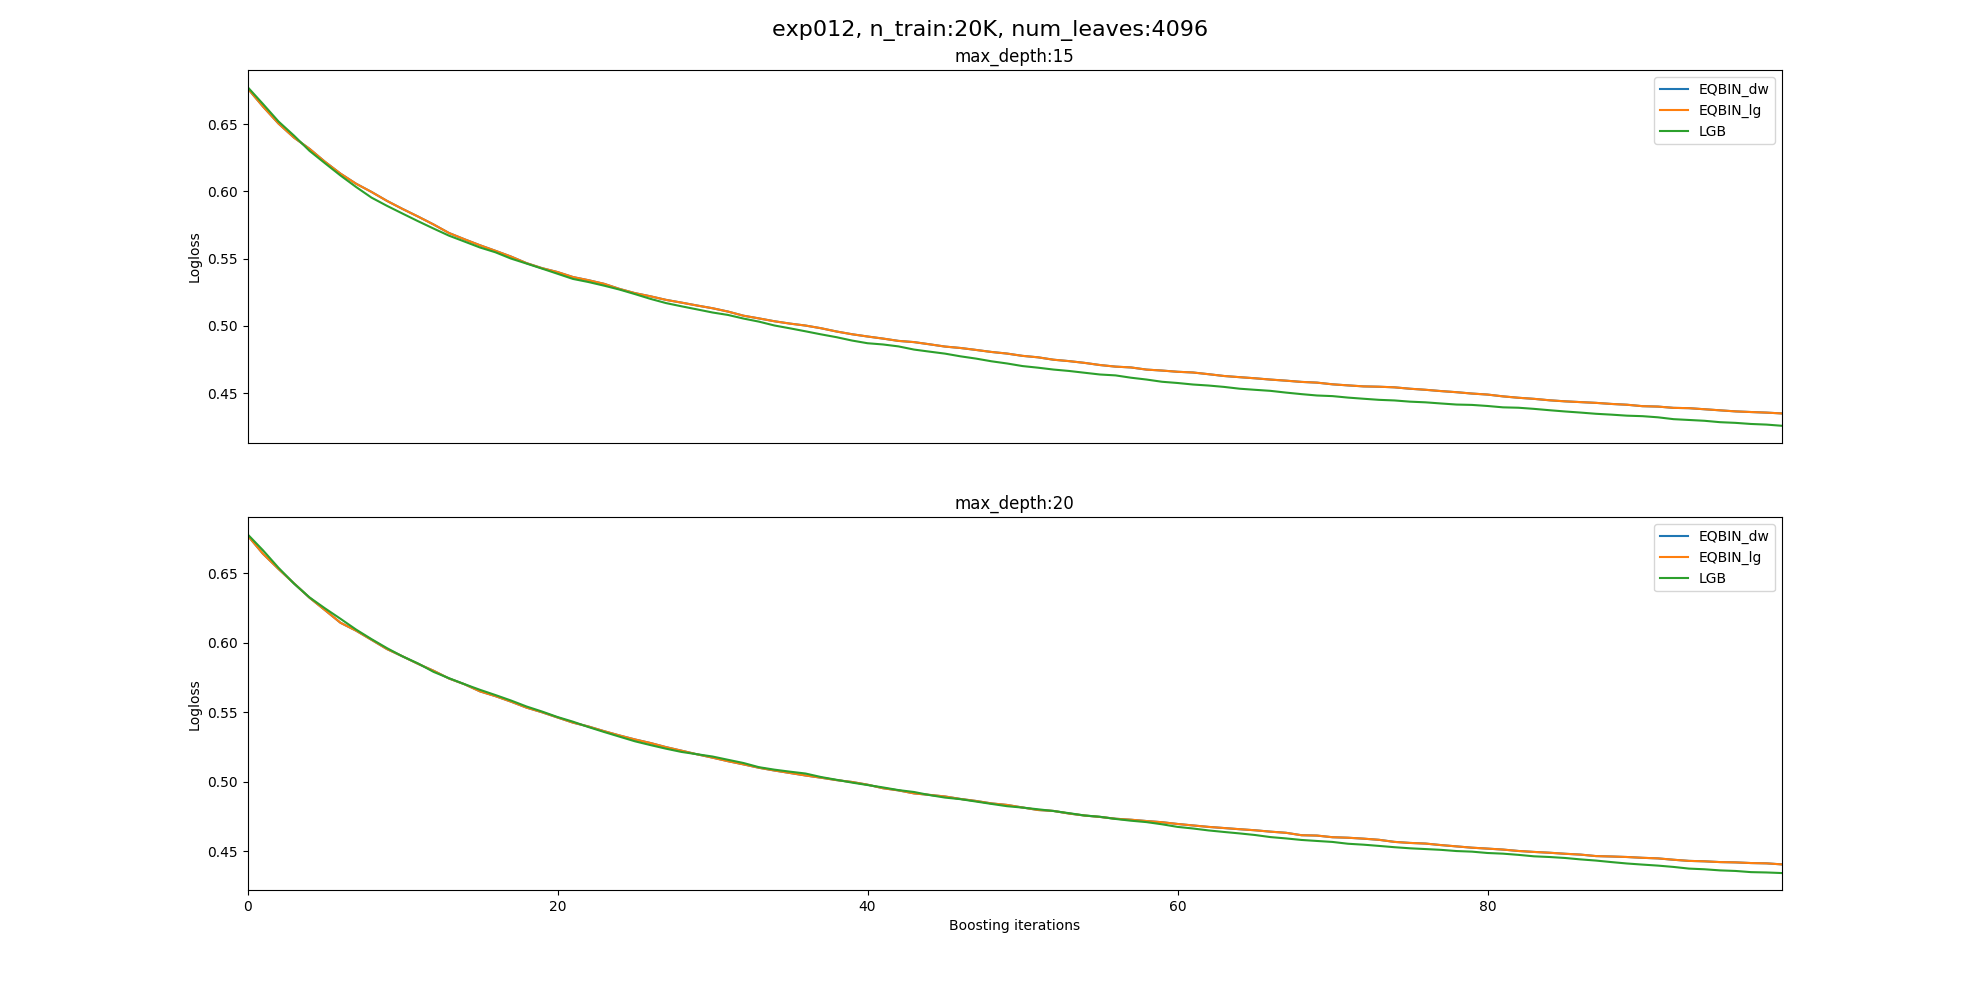 exp012, n_train:20K, num_leaves:4096
max_depth:15
EQBIN_dw
EQBIN_lg
LGB
0.65
0.60
0.55
0.50
0.45
Logloss
max_depth:20
EQBIN_dw
EQBIN_lg
LGB
0.65
0.60
0.55
0.50
0.45
Logloss
0 20 40 60 80
Boosting iterations